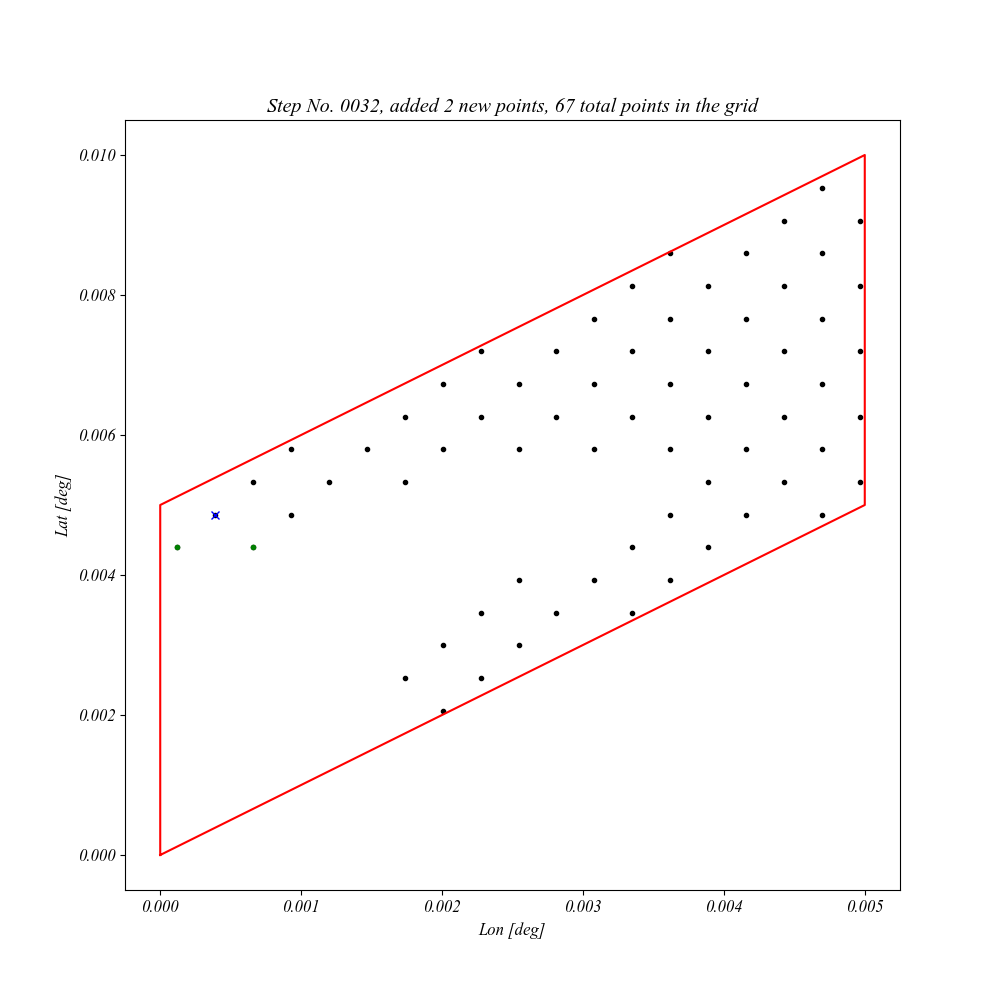 Step No. 0032, added 2 new points, 67 total points in the grid
0.010
0.008
0.006
0.004
0.002
0.000
Lat [deg]
0.000 0.001 0.002 0.003 0.004 0.005
Lon [deg]